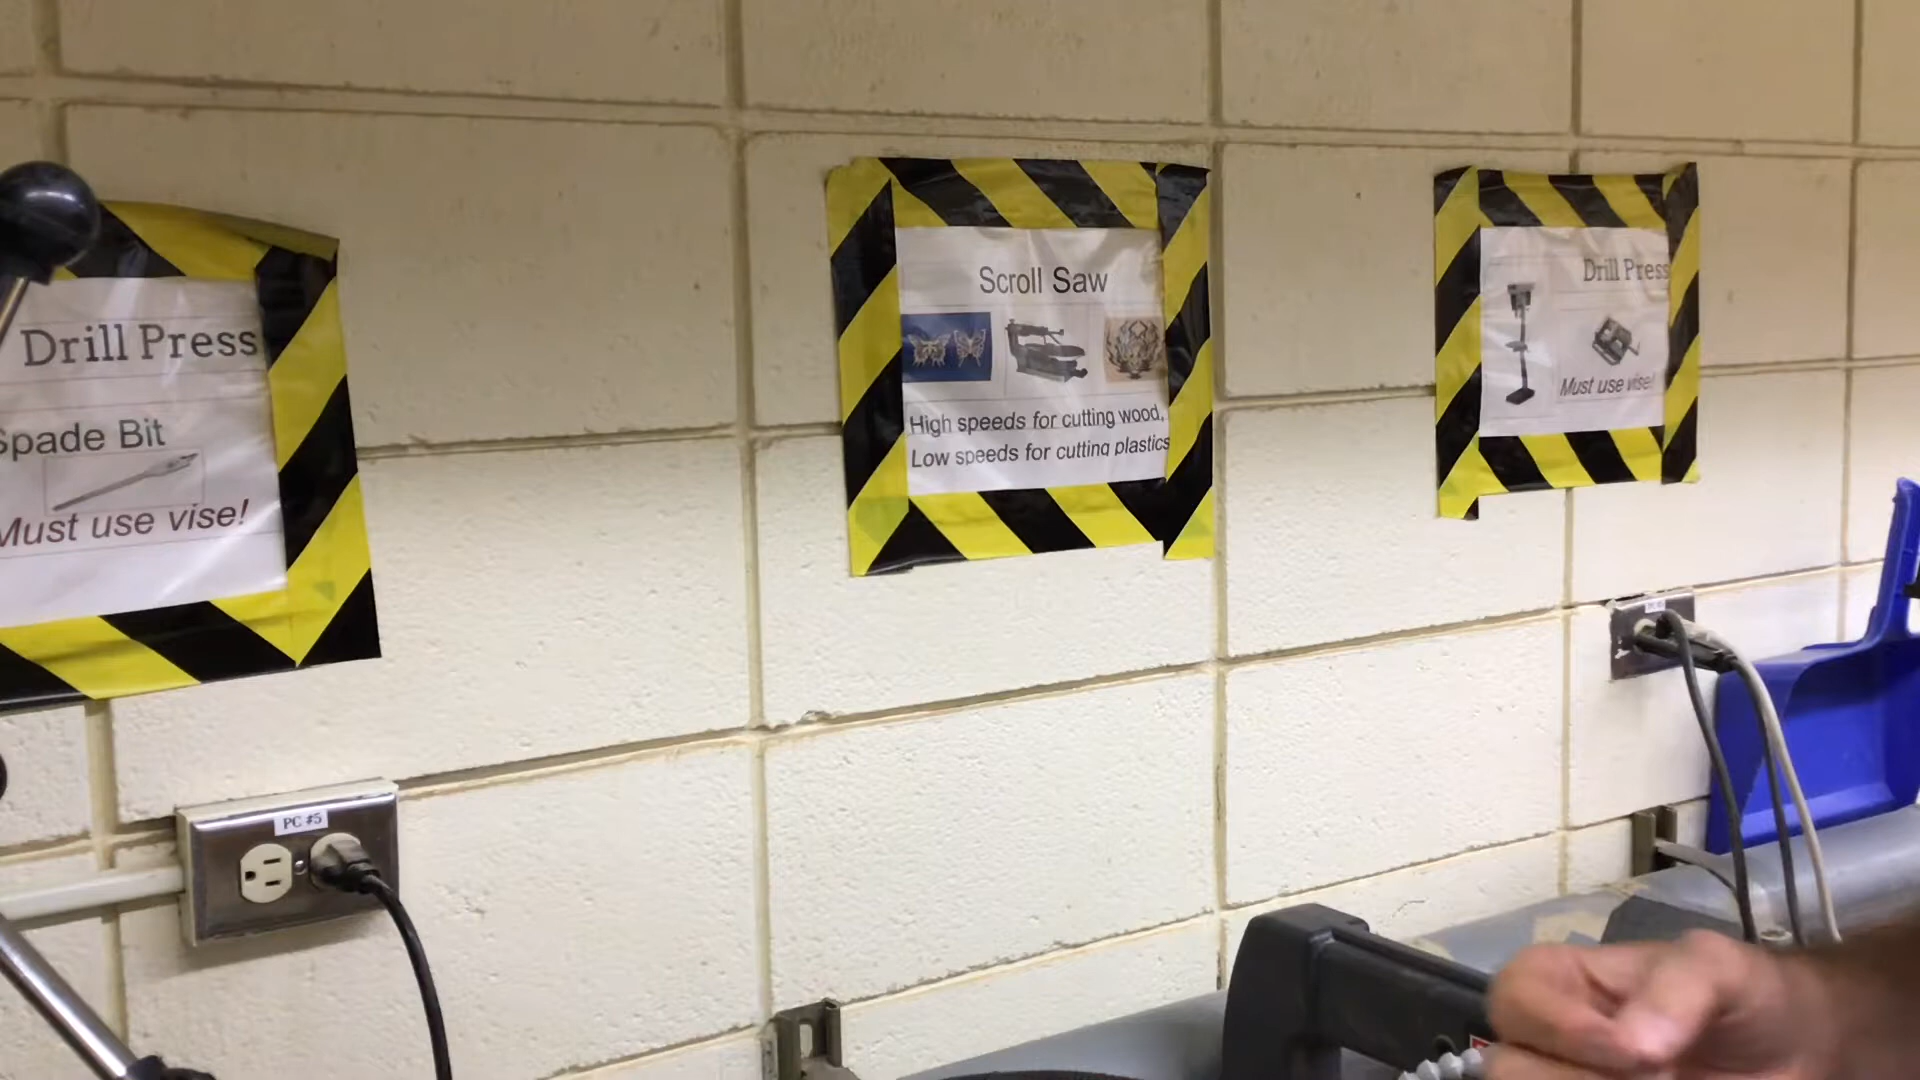 Drill Press
Spade Bit
Must use vise!
Scroll Saw
High speeds for cutting wood,
Low speeds for cutting plastics
Drill Press
Must use vise!
PC #5